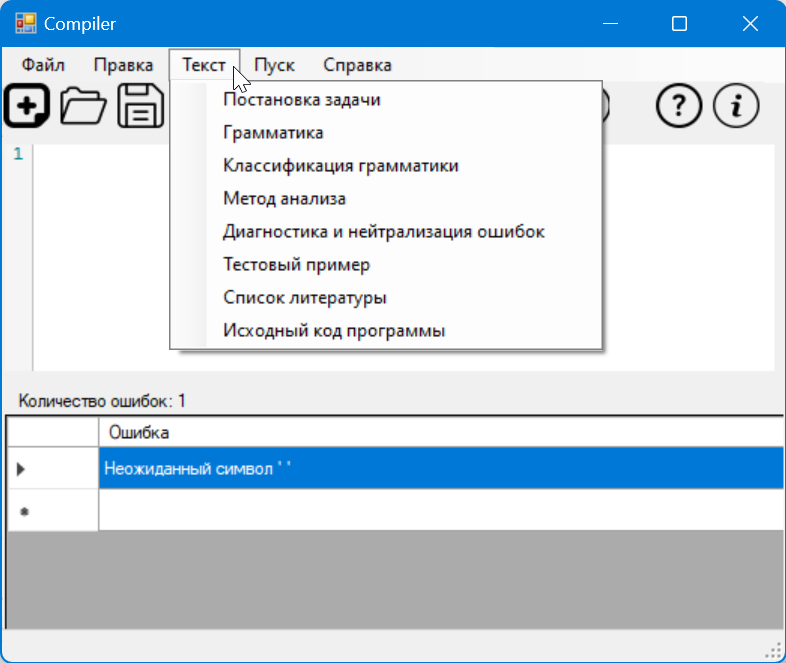 Compiler
Файл Правка Текст Пуск Справка
Постановка задачи
Грамматика
Классификация грамматики
Метод анализа
Диагностика и нейтрализация ошибок
Тестовый пример
Список литературы
Исходный код программы
1
Количество ошибок: 1
Ошибка
Неожиданный символ ' '